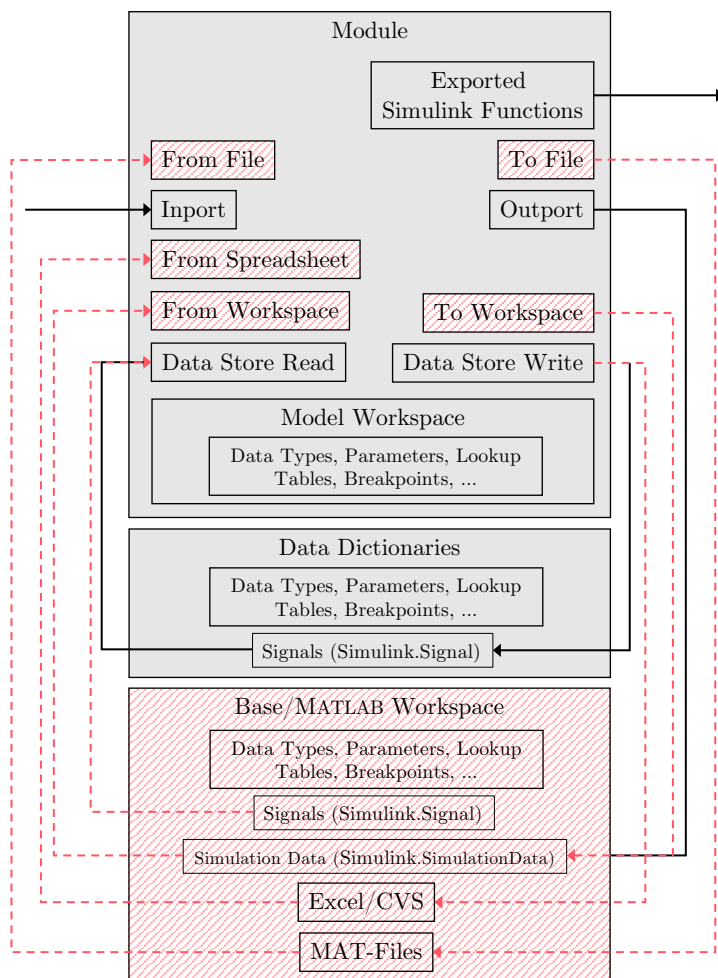 Module
Exported
Simulink Functions
From File
To File
Inport
Outport
From Spreadsheet
From Workspace
To Workspace
Data Store Read
Data Store Write
Model Workspace
Data Types, Parameters, Lookup
Tables, Breakpoints, ...
Data Dictionaries
Data Types, Parameters, Lookup
Tables, Breakpoints, ...
Signals (Simulink.Signal)
Base/MATLAB Workspace
Data Types, Parameters, Lookup
Tables, Breakpoints, ...
Signals (Simulink.Signal)
Simulation Data (Simulink.SimulationData)
Excel/CVS
MAT-Files